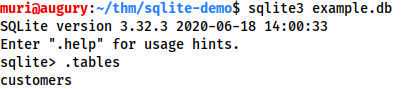 muri@augury:~/thm/sqlite-demo$ sqlite3 example.db
SQLite version 3.32.3 2020-06-18 14:00:33
Enter ".help" for usage hints.
sqlite> .tables
customers